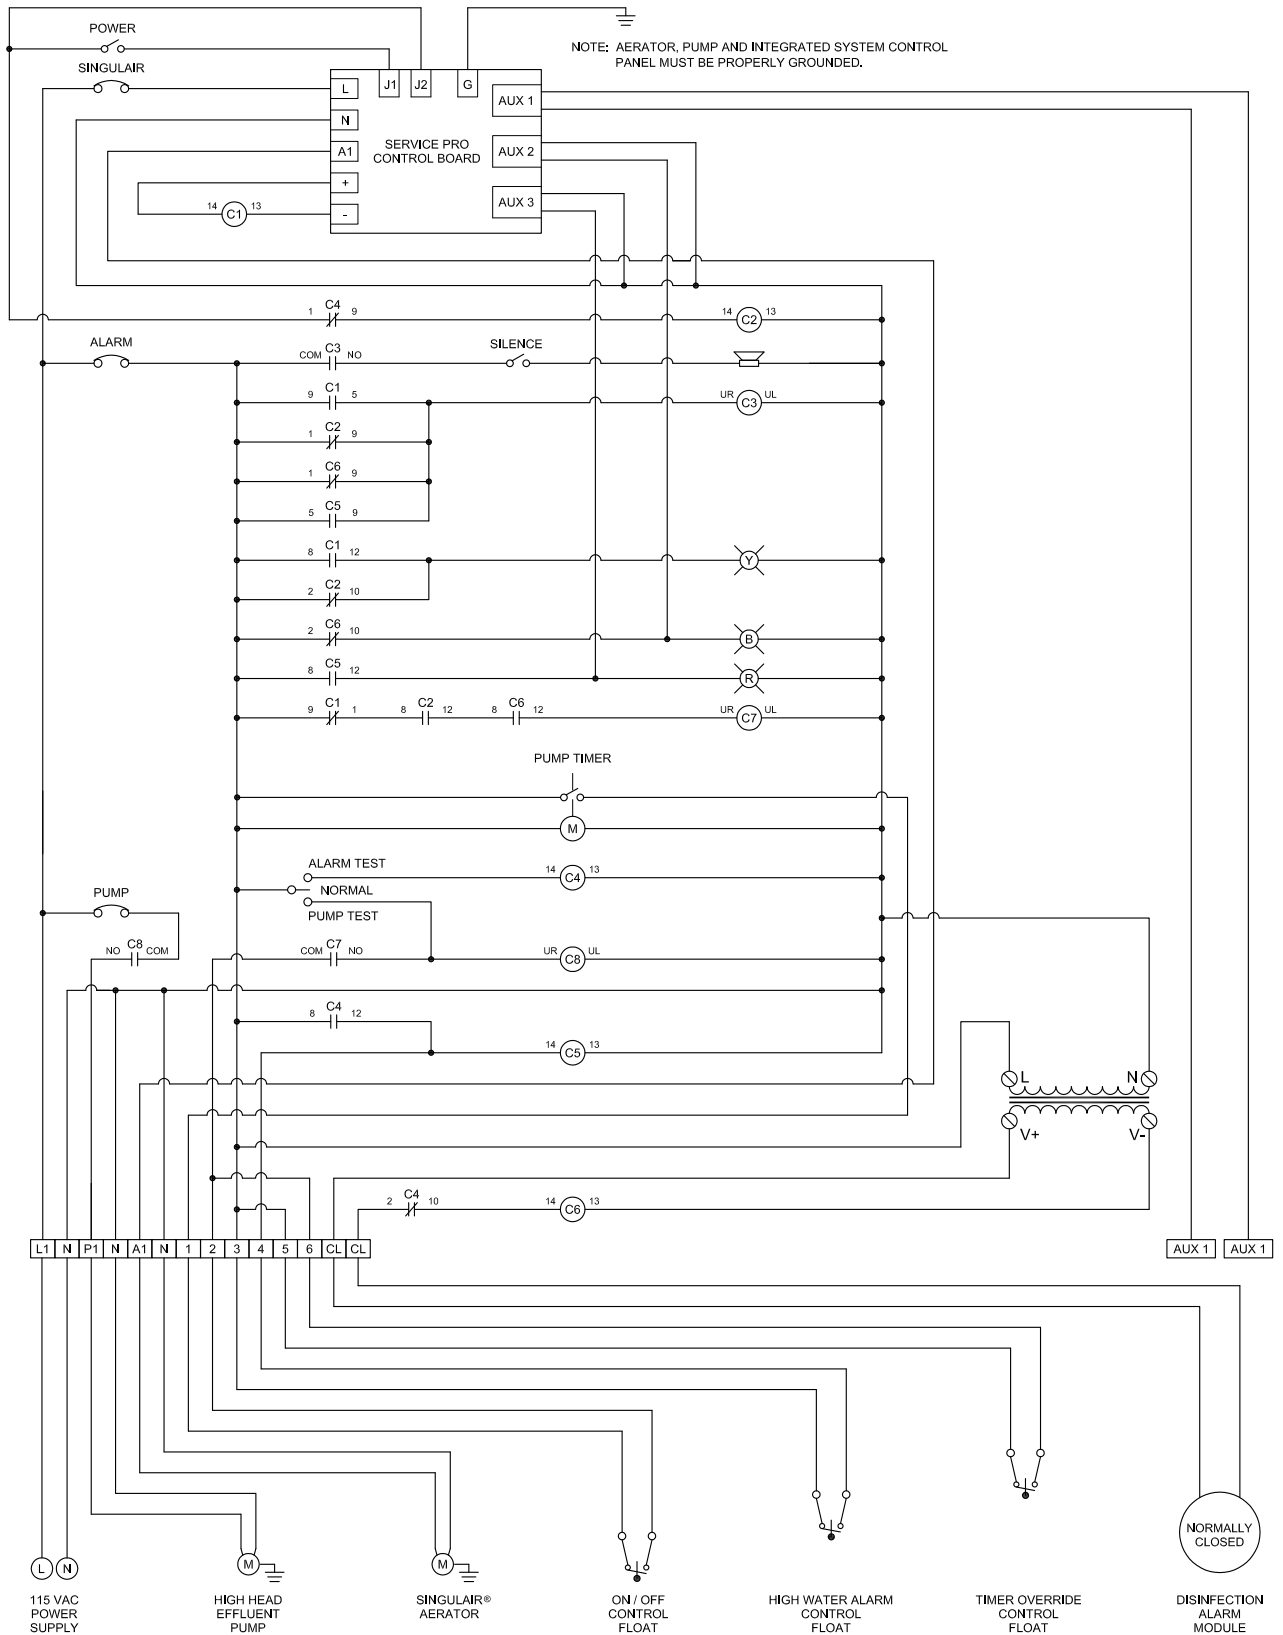 POWER
NOTE: AERATOR, PUMP AND INTEGRATED SYSTEM CONTROL
PANEL MUST BE PROPERLY GROUNDED.
SINGULAIR
L
J1 J2 G
AUX 1
N
SERVICE PRO
CONTROL BOARD
A1
AUX 2
+
14 C1 13
-
AUX 3
1 C4 9
14 C2 13
ALARM
COM C3 NO
SILENCE
9 C1 5
UR C3 UL
1 C2 9
1 C6 9
5 C5 9
8 C1 12
Y
2 C2 10
2 C6 10
B
8 C5 12
R
9 C1 1
8 C2 12
8 C6 12
UR C7 UL
PUMP TIMER
M
ALARM TEST
14 C4 13
NORMAL
PUMP
PUMP TEST
NO C8 COM
COM C7 NO
UR C8 UL
8 C4 12
14 C5 13
L N
V+ V-
2 C4 10
14 C6 13
L1 N P1 N A1 N 1 2 3 4 5 6 CL CL
AUX 1 AUX 1
NORMALLY
CLOSED
L N
M
M
115 VAC
POWER
SUPPLY
HIGH HEAD
EFFLUENT
PUMP
SINGULAIR®
AERATOR
ON / OFF
CONTROL
FLOAT
HIGH WATER ALARM
CONTROL
FLOAT
TIMER OVERRIDE
CONTROL
FLOAT
DISINFECTION
ALARM
MODULE